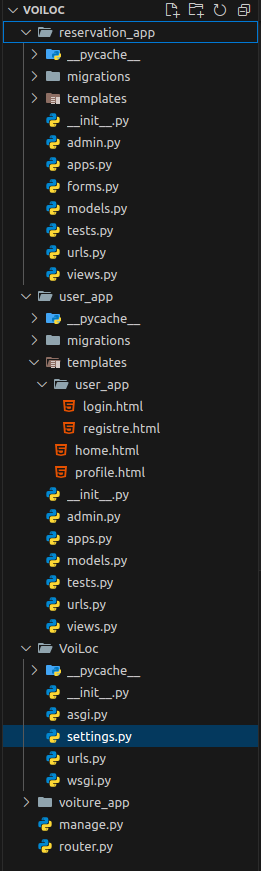 VOILOC
reservation_app
__pycache__
migrations
templates
__init__.py
admin.py
apps.py
forms.py
models.py
tests.py
urls.py
views.py
user_app
__pycache__
migrations
templates
user_app
login.html
registre.html
home.html
profile.html
__init__.py
admin.py
apps.py
models.py
tests.py
urls.py
views.py
VoiLoc
__pycache__
__init__.py
asgi.py
settings.py
urls.py
wsgi.py
voiture_app
manage.py
router.py